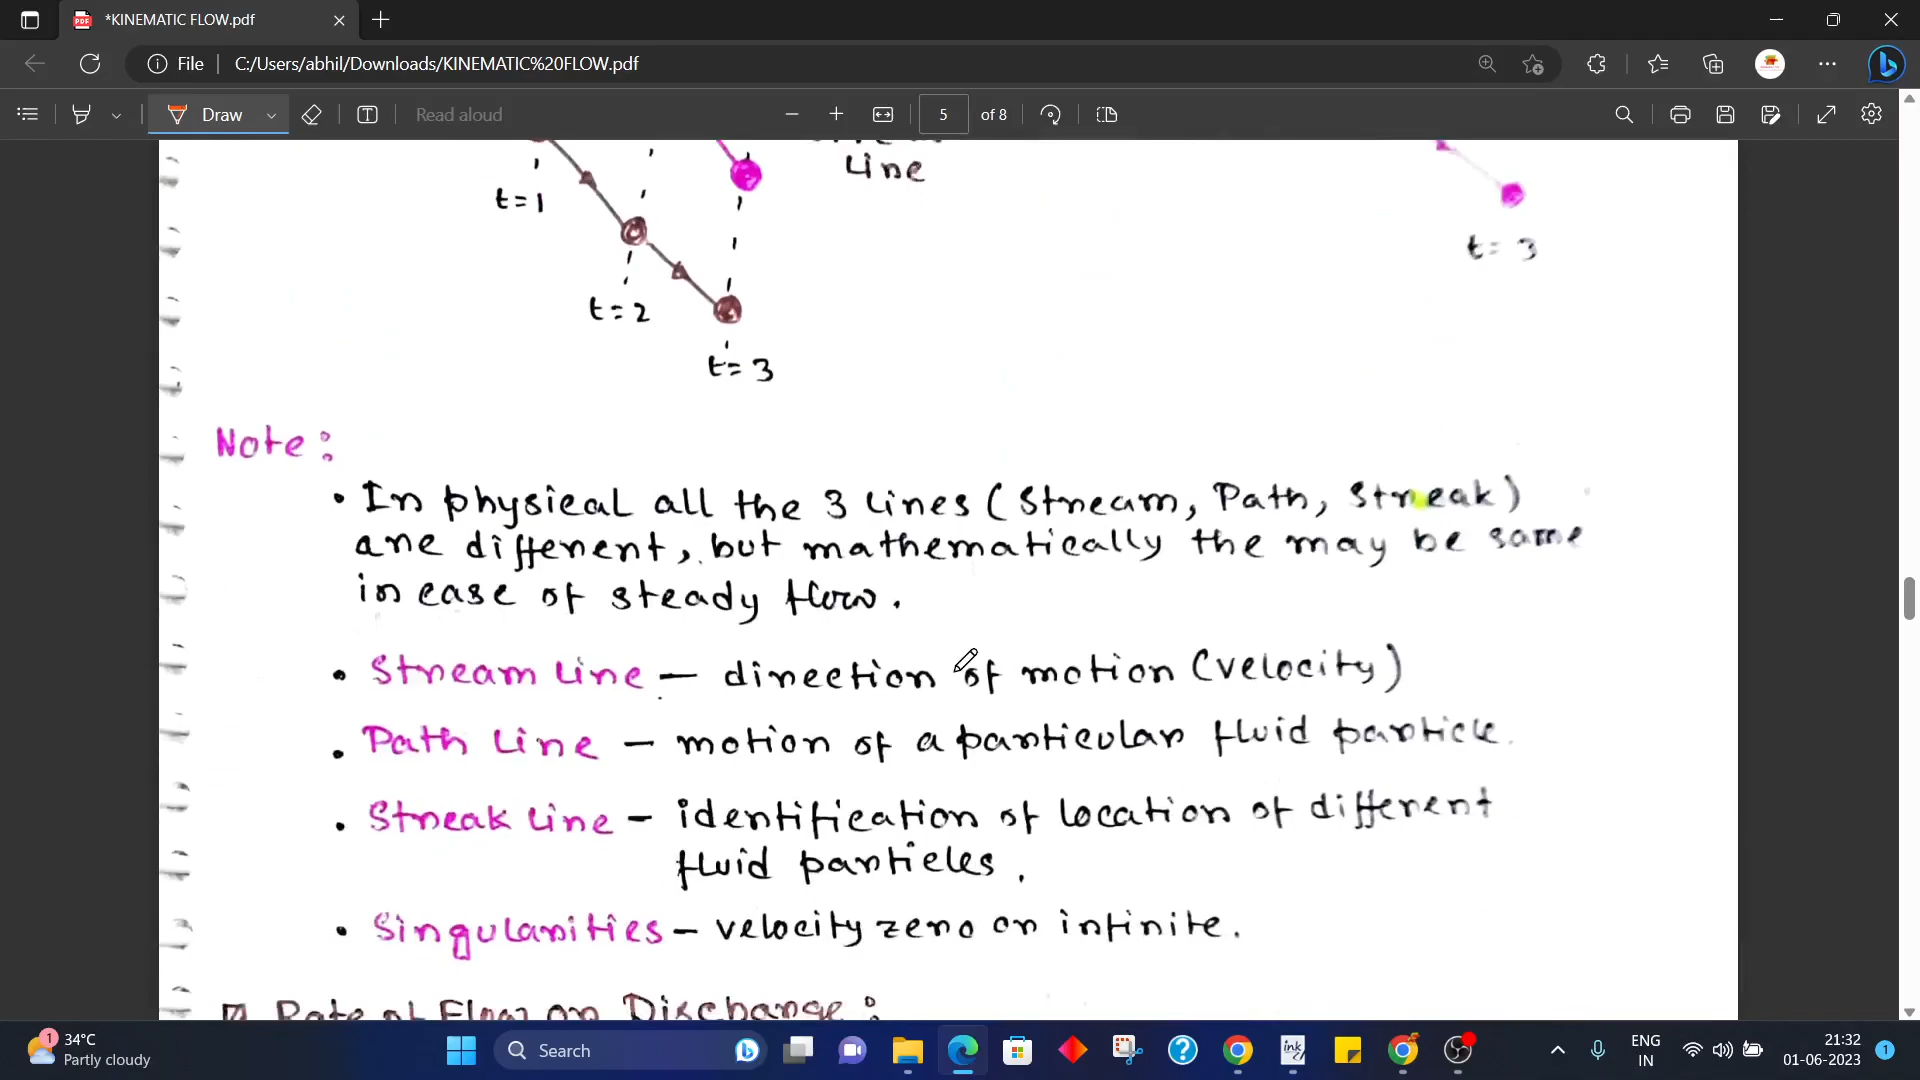 *KINEMATIC FLOW.pdf
File
C:/Users/abhil/Downloads/KINEMATIC%20FLOW.pdf
Draw
Read aloud
5 of 8
Line
t=1
t=2
t=3
t=3
Note:
• In physical all the 3 lines (Stream, Path, Streak)
are different, but mathematically the may be same
in case of steady flow.
• Stream Line — direction of motion (velocity)
• Path Line — motion of a particular fluid particle.
• Streak Line — identification of location of different
fluid particles.
• Singularities — velocity zero or infinite.
Rate of Flow or Discharge:
1
34°C
Partly cloudy
Search
ink
ENG
IN
21:32
01-06-2023
1